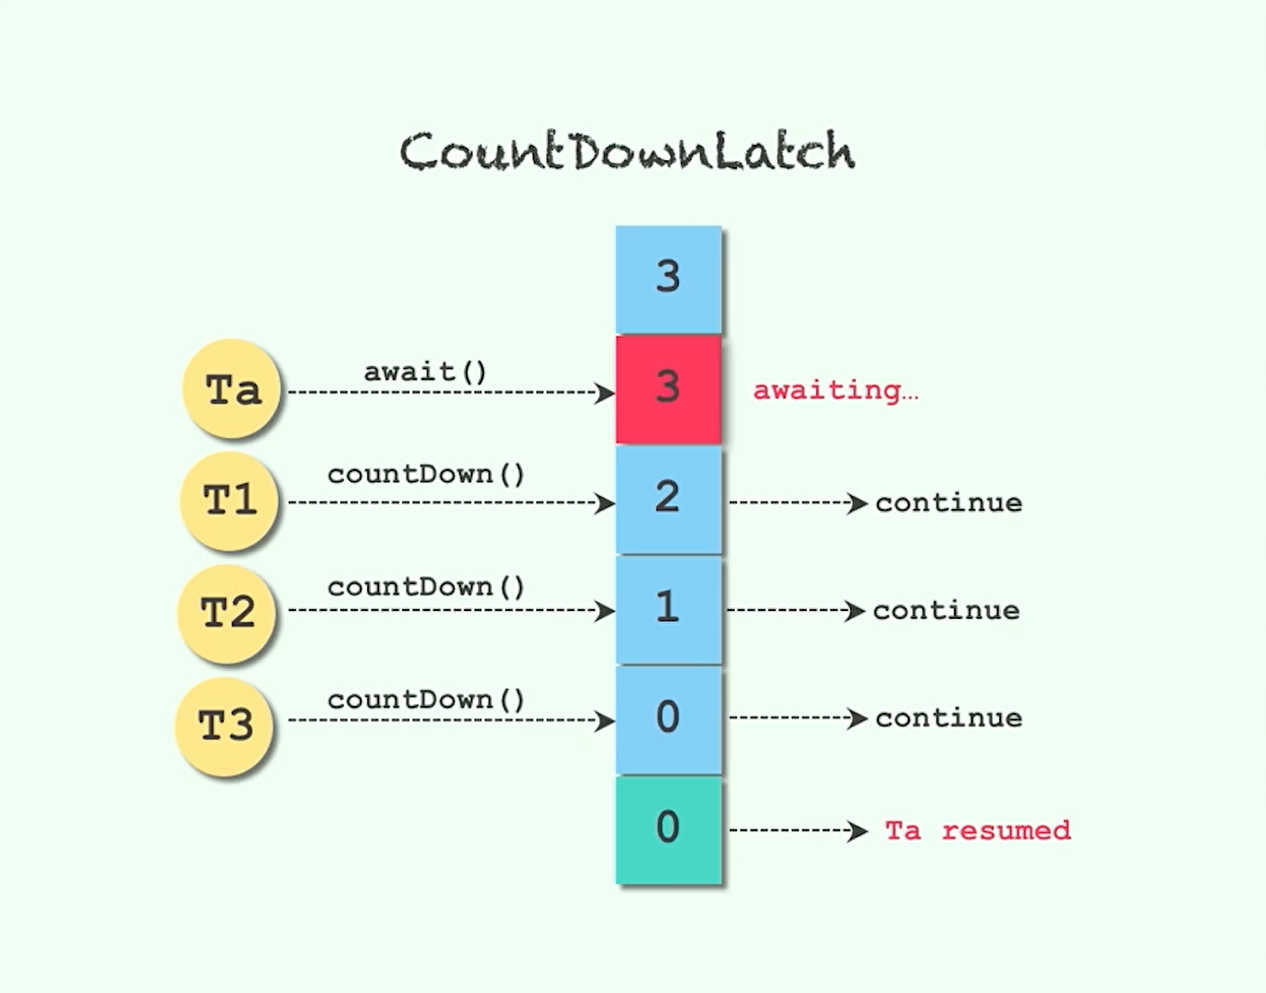 CountDownLatch
3
Ta await() 3 awaiting…
T1 countDown() 2 continue
T2 countDown() 1 continue
T3 countDown() 0 continue
0 Ta resumed